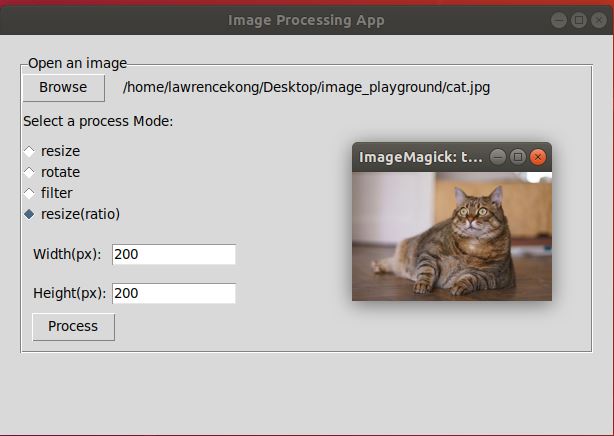 Image Processing App
Open an image
Browse /home/lawrencekong/Desktop/image_playground/cat.jpg
Select a process Mode:
resize
rotate
filter
resize(ratio)
ImageMagick: t...
Width(px): 200
Height(px): 200
Process